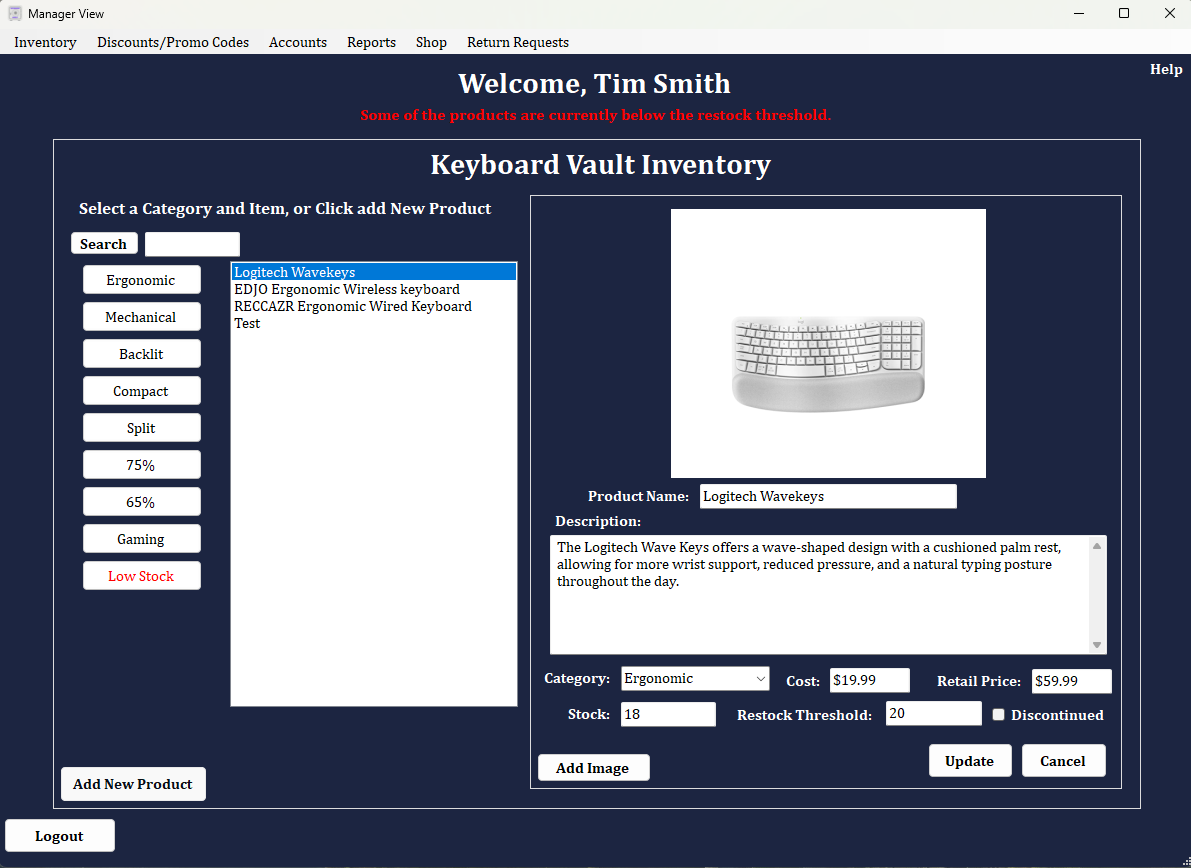 Manager View
Inventory Discounts/Promo Codes Accounts Reports Shop Return Requests
Help
Welcome, Tim Smith
Some of the products are currently below the restock threshold.
Keyboard Vault Inventory
Select a Category and Item, or Click add New Product
Search
Ergonomic
Mechanical
Backlit
Compact
Split
75%
65%
Gaming
Low Stock
Logitech Wavekeys
EDJO Ergonomic Wireless keyboard
RECCAZR Ergonomic Wired Keyboard
Test
Add New Product
Product Name: Logitech Wavekeys
Description:
The Logitech Wave Keys offers a wave-shaped design with a cushioned palm rest,
allowing for more wrist support, reduced pressure, and a natural typing posture
throughout the day.
Category: Ergonomic Cost: $19.99 Retail Price: $59.99
Stock: 18 Restock Threshold: 20 Discontinued
Add Image Update Cancel
Logout